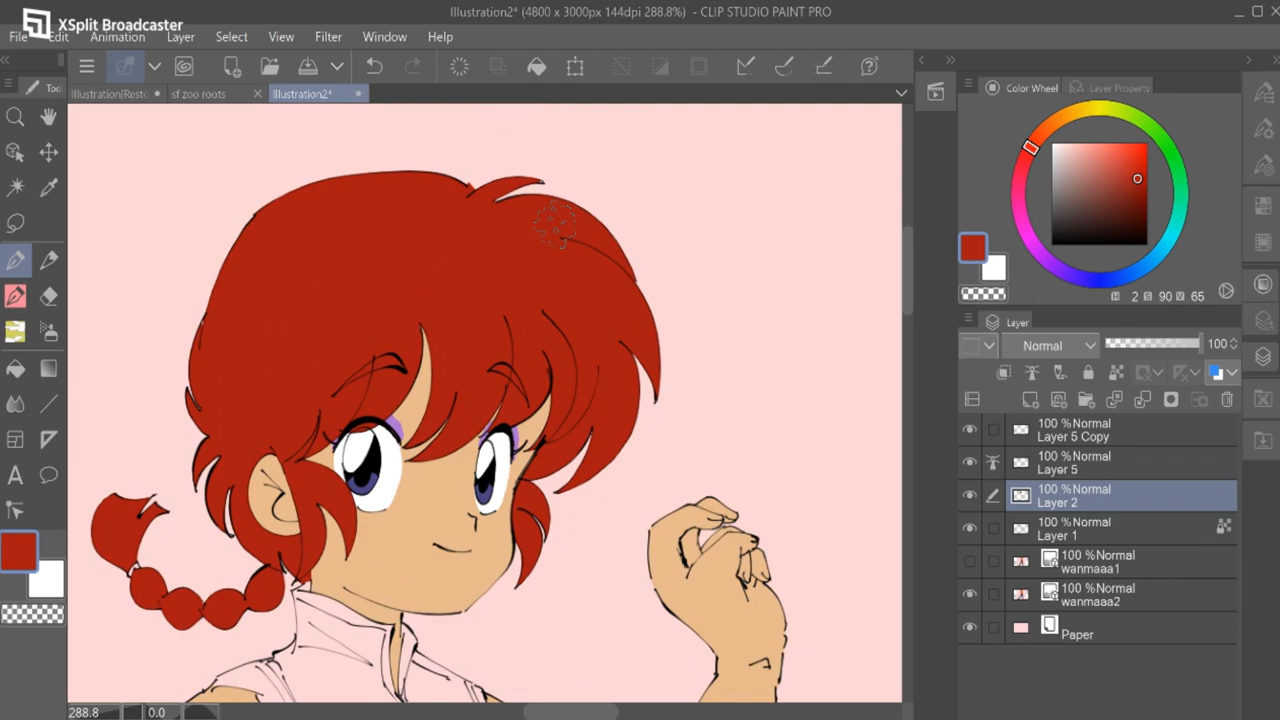 Illustration2* (4800 x 3000px 144dpi 288.8%) - CLIP STUDIO PAINT PRO
XSplit Broadcaster
File Edit Animation Layer Select View Filter Window Help
Too
Illustration(Resto
sf zoo roots
Illustration2*
Color Wheel
Layer Property
H 2 S 90 V 65
Layer
Normal
100
100 %Normal
Layer 5 Copy
100 %Normal
Layer 5
100 %Normal
Layer 2
100 %Normal
Layer 1
100 %Normal
wanmaaa1
100 %Normal
wanmaaa2
Paper
A
288.8
0.0